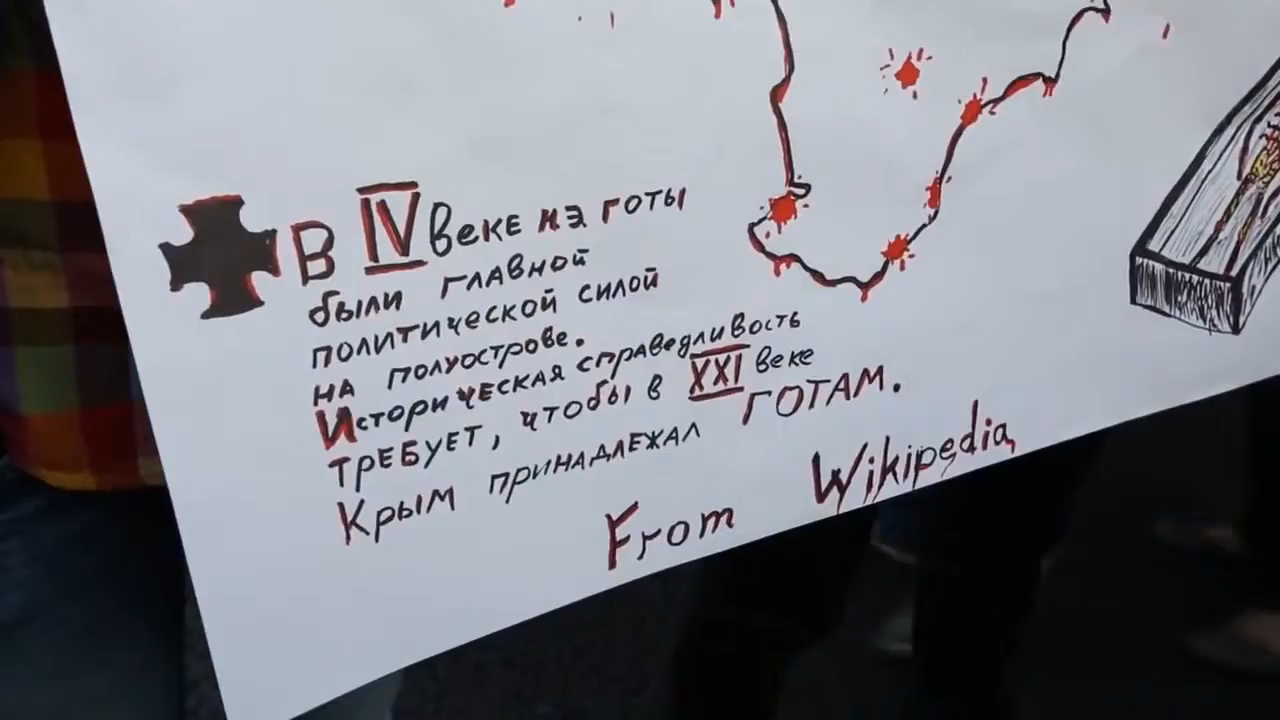 В IV веке нэ готы
были главной
политической силой
на полуострове.
Историческая справедливость
требует, чтобы в XXI веке
Крым принадлежал ГОТАМ.
From Wikipedia